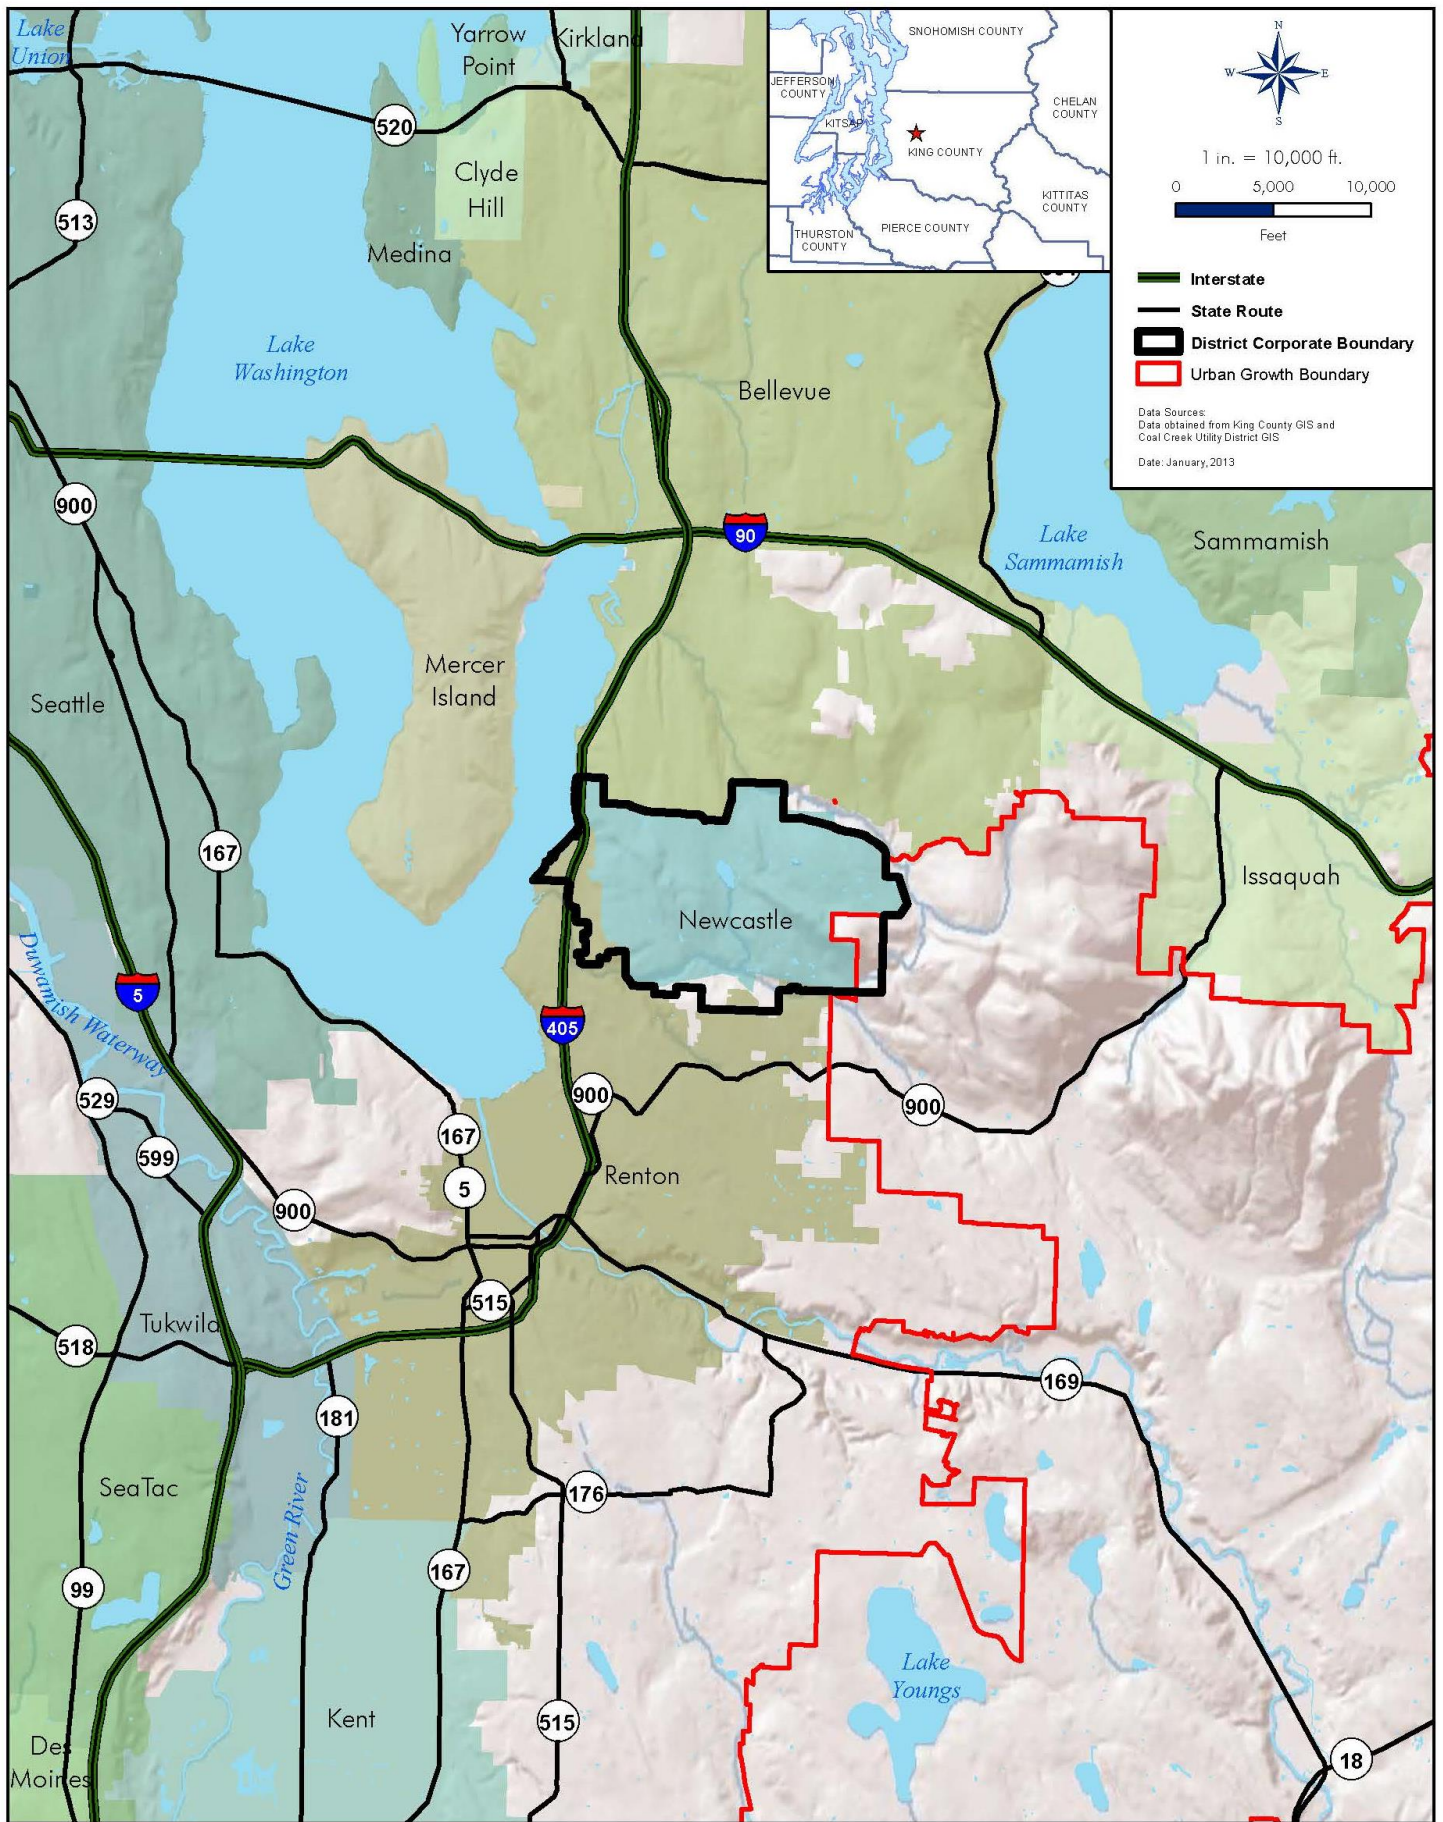 Lake
Union
Yarrow
Point
Kirkland
520
Clyde
Hill
513
Medina
SNOHOMISH COUNTY
JEFFERSON
COUNTY
CHELAN
COUNTY
KITSAP
KING COUNTY
KITTITAS
COUNTY
THURSTON
COUNTY
PIERCE COUNTY
N
W
E
S
1 in. = 10,000 ft.
0
5,000
10,000
Feet
Interstate
State Route
District Corporate Boundary
Urban Growth Boundary
Data Sources:
Data obtained from King County GIS and
Coal Creek Utility District GIS
Date: January, 2013
Lake
Washington
Bellevue
900
90
Lake
Sammamish
Sammamish
Mercer
Island
Seattle
167
Issaquah
Newcastle
Duwamish Waterway
5
405
529
900
900
167
599
5
Renton
900
515
Tukwila
518
169
181
SeaTac
176
Green River
167
99
Lake
Youngs
Kent
515
Des
Moines
18